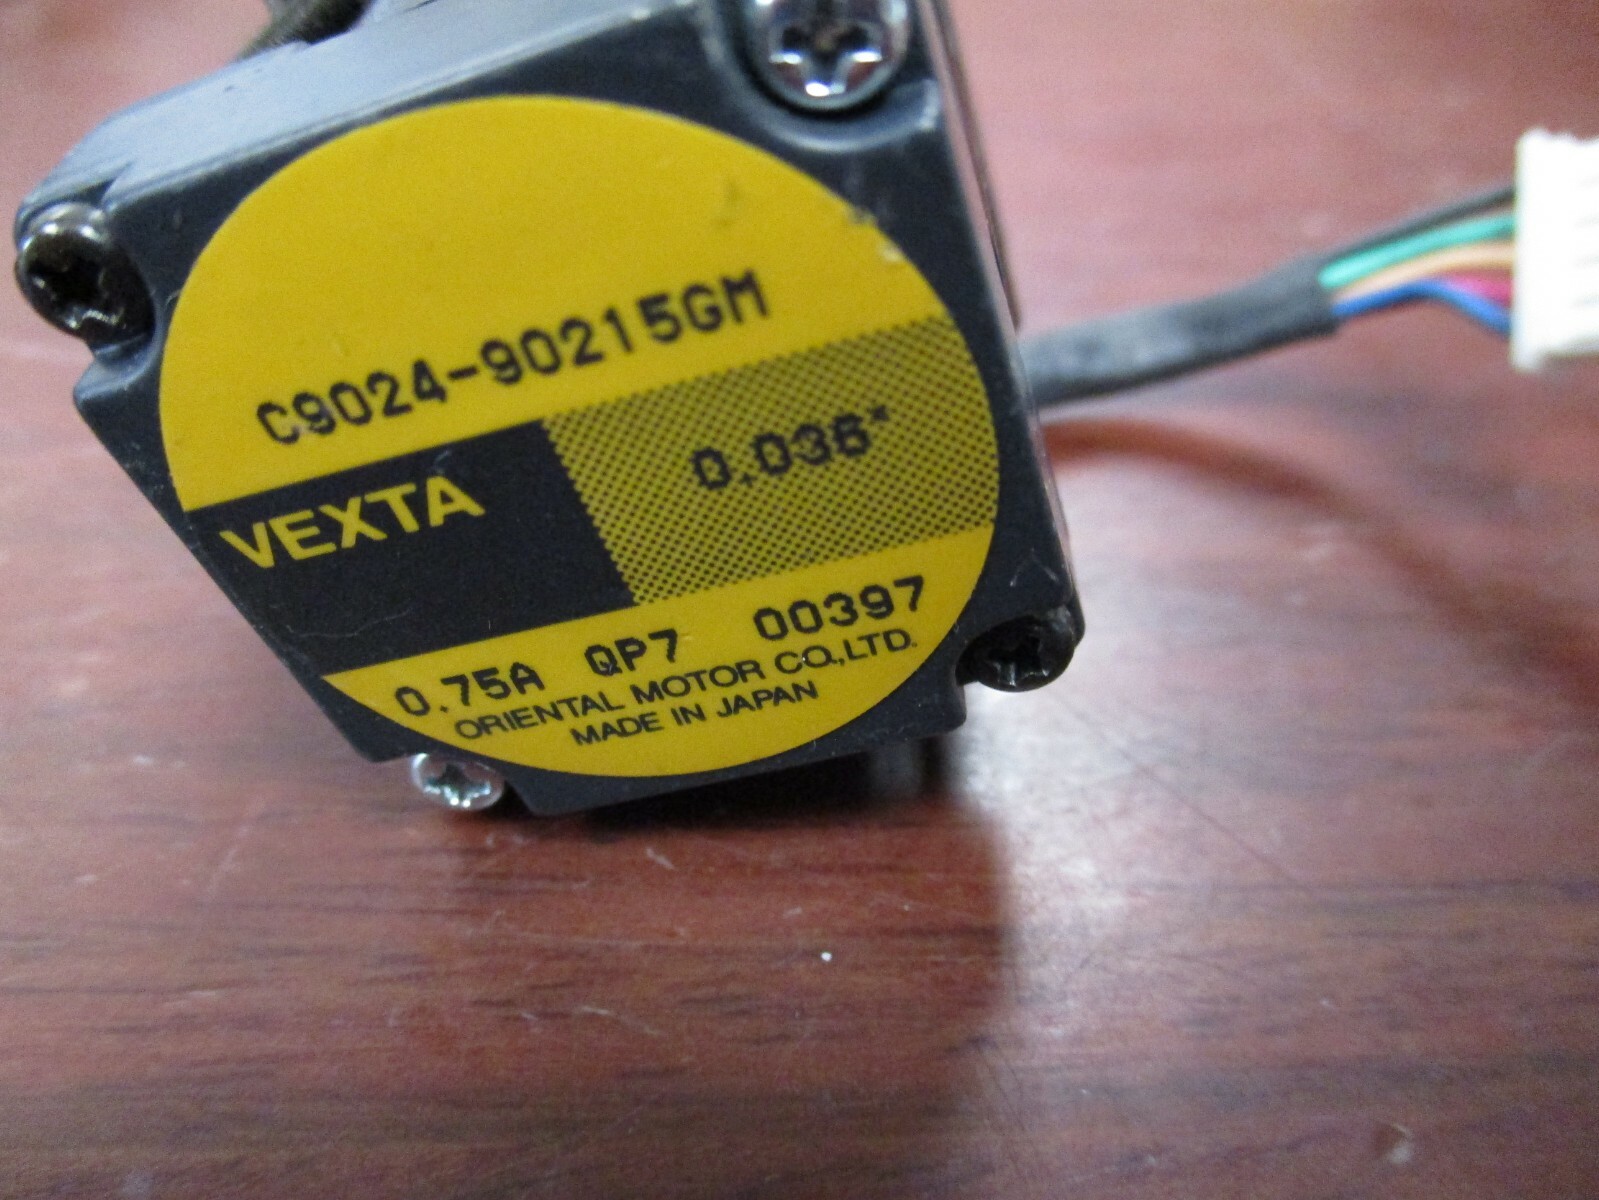 C9024-90215GM
VEXTA
0.036°
0.75A QP7 00397
ORIENTAL MOTOR CO.,LTD.
MADE IN JAPAN